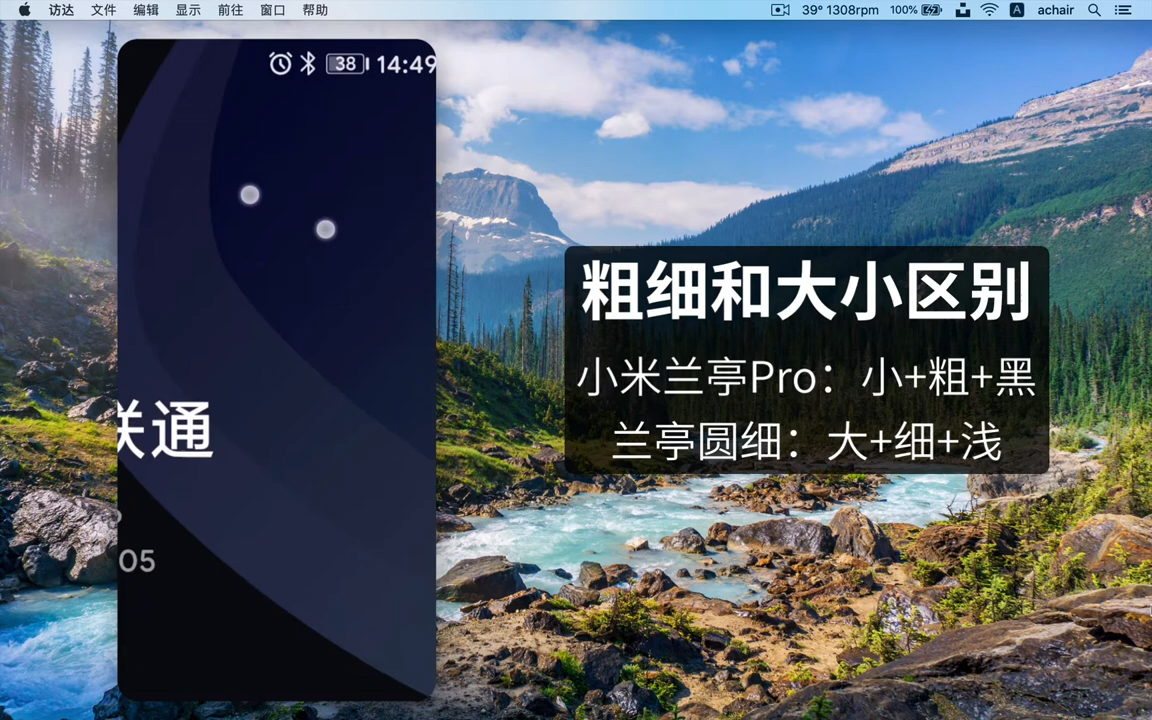 访达 文件 编辑 显示 前往 窗口 帮助
39° 1308rpm 100% A achair
38 14:49
粗细和大小区别
小米兰亭Pro：小+粗+黑
兰亭圆细：大+细+浅
联通
05